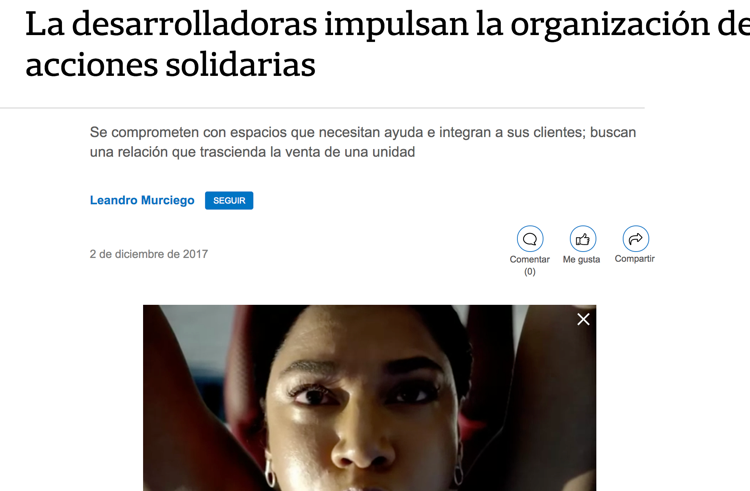 La desarrolladoras impulsan la organización de
acciones solidarias
Se comprometen con espacios que necesitan ayuda e integran a sus clientes; buscan
una relación que trascienda la venta de una unidad
Leandro Murciego SEGUIR
2 de diciembre de 2017
Comentar
(0)
Me gusta
Compartir